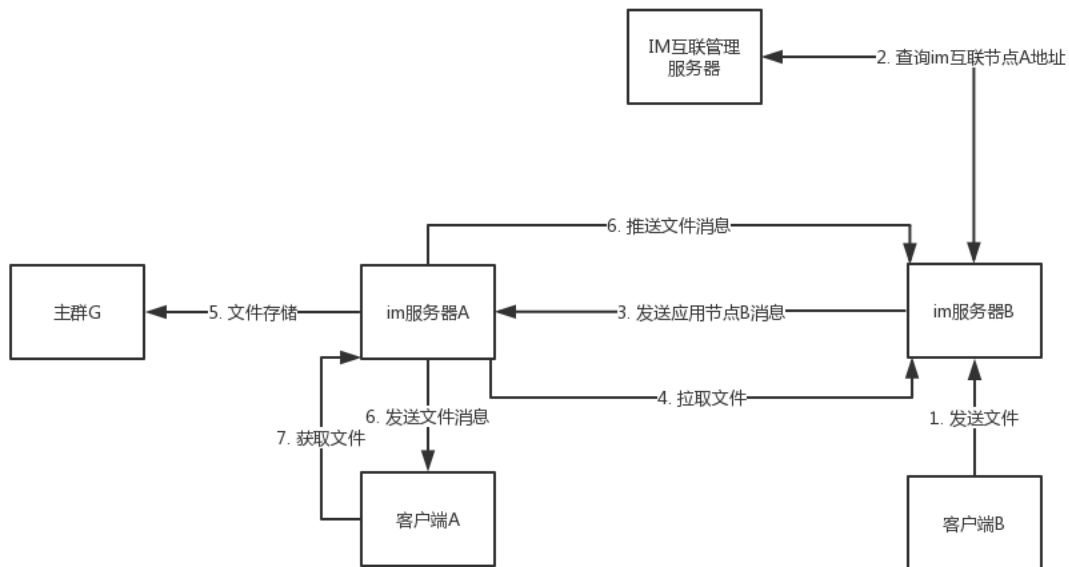 IM互联管理
服务器
2. 查询im互联节点A地址
6. 推送文件消息
主群G
5. 文件存储
im服务器A
3. 发送应用节点B消息
im服务器B
4. 拉取文件
6. 发送文件消息
7. 获取文件
1. 发送文件
客户端A
客户端B